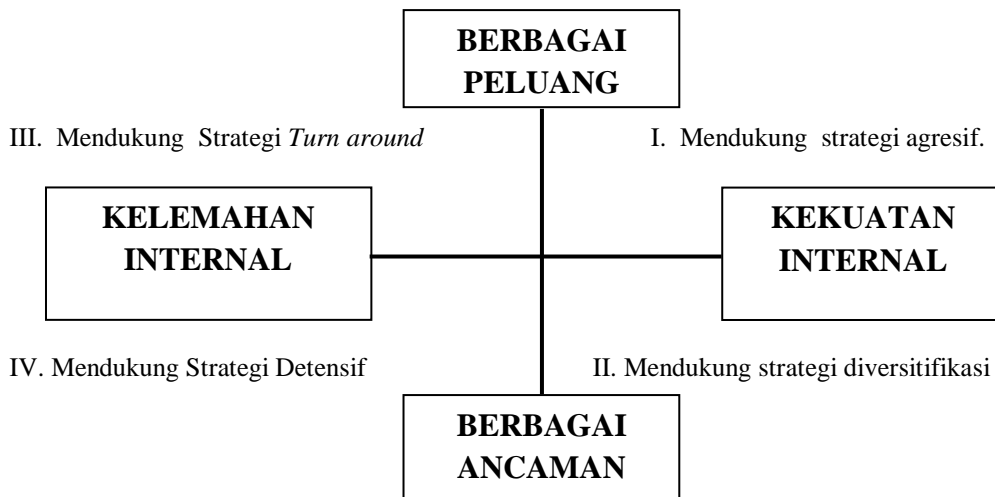 BERBAGAI
PELUANG
III. Mendukung Strategi Turn around
I. Mendukung strategi agresif.
KELEMAHAN
INTERNAL
KEKUATAN
INTERNAL
IV. Mendukung Strategi Detensif
II. Mendukung strategi diversitifikasi
BERBAGAI
ANCAMAN